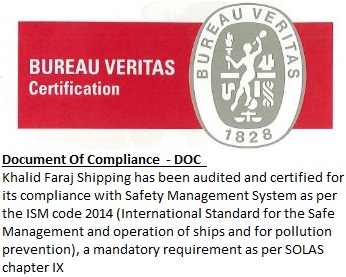 BUREAU VERITAS
Certification
BUREAU VERITAS
1828
Document Of Compliance - DOC
Khalid Faraj Shipping has been audited and certified for
its compliance with Safety Management System as per
the ISM code 2014 (International Standard for the Safe
Management and operation of ships and for pollution
prevention), a mandatory requirement as per SOLAS
chapter IX